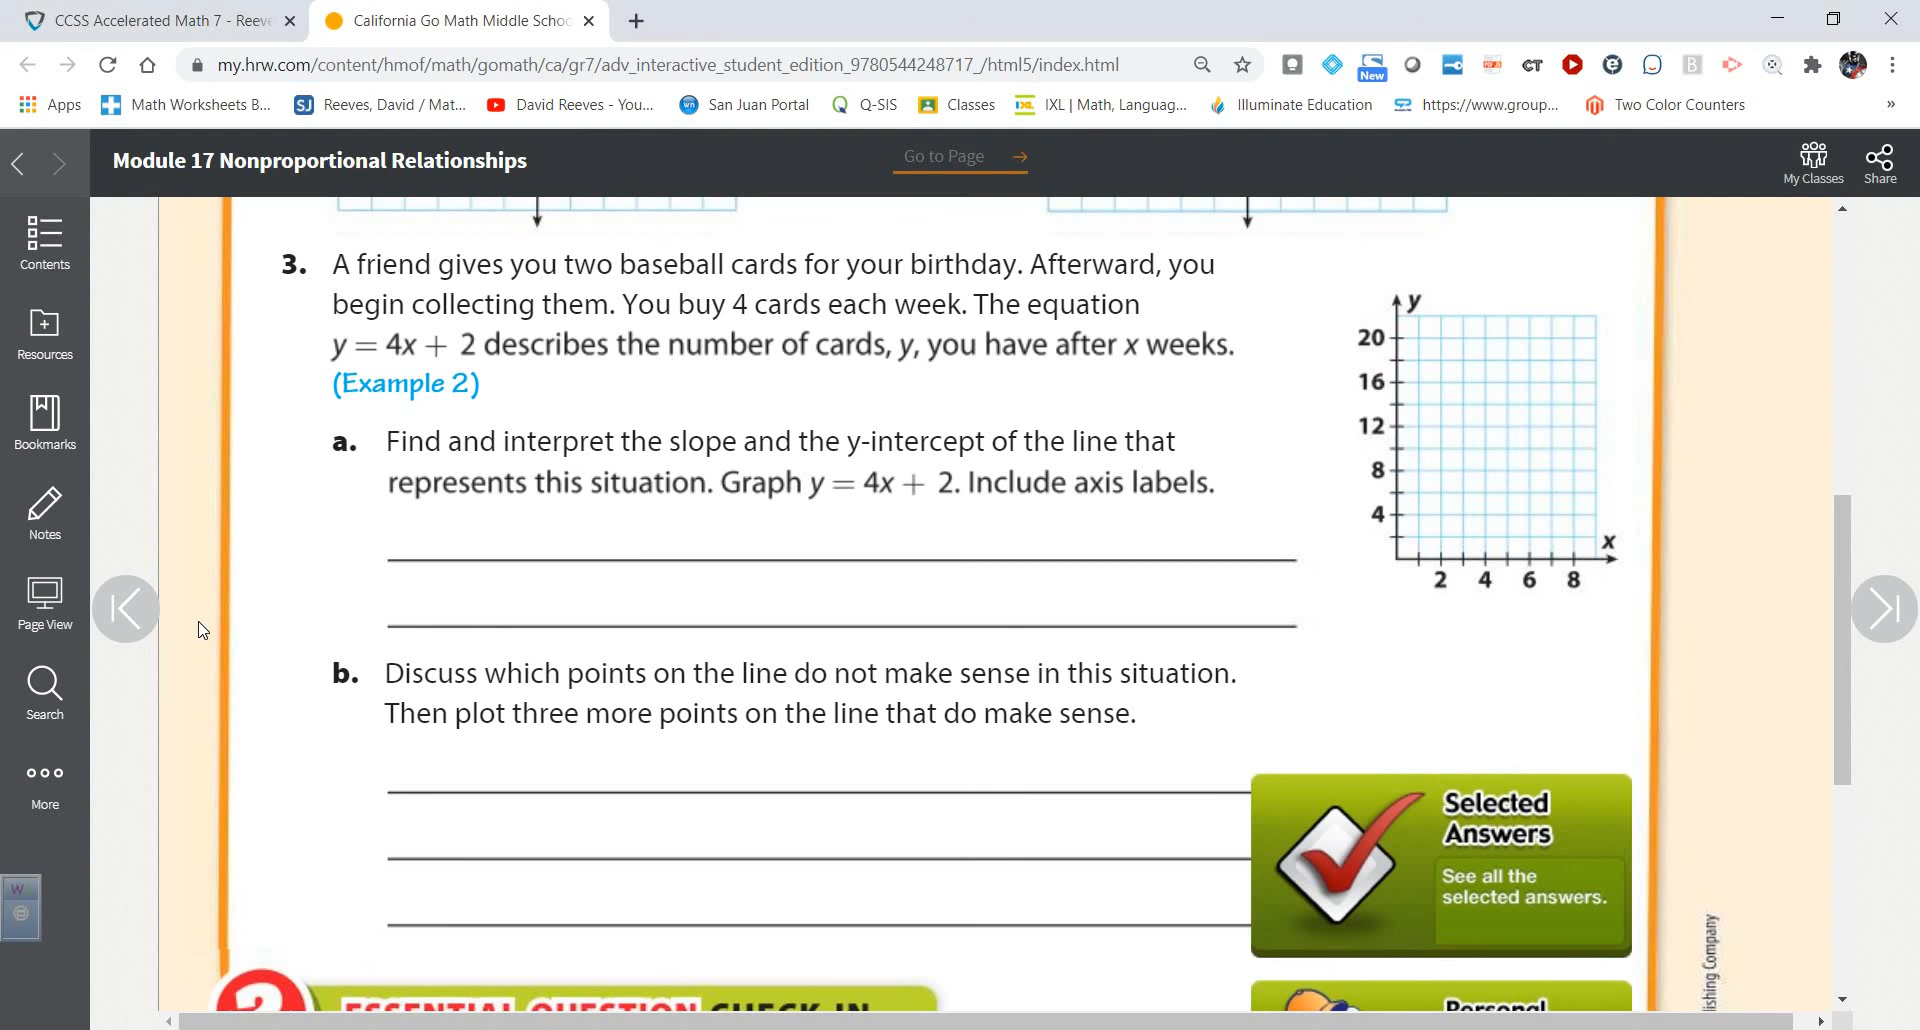 CCSS Accelerated Math 7 - Reeve
California Go Math Middle Schoo
my.hrw.com/content/hmof/math/gomath/ca/gr7/adv_interactive_student_edition_9780544248717_/html5/index.html
New
Apps
Math Worksheets B...
SJ Reeves, David / Mat...
David Reeves - You...
wn San Juan Portal
Q-SIS
Classes
IXL | Math, Languag...
Illuminate Education
https://www.group...
Two Color Counters
»
Module 17 Nonproportional Relationships
Go to Page
My Classes
Share
Contents
Resources
Bookmarks
Notes
Page View
Search
More
W
3. A friend gives you two baseball cards for your birthday. Afterward, you
begin collecting them. You buy 4 cards each week. The equation
y = 4x + 2 describes the number of cards, y, you have after x weeks.
(Example 2)
a. Find and interpret the slope and the y-intercept of the line that
represents this situation. Graph y = 4x + 2. Include axis labels.
y
20
16
12
8
4
x
2 4 6 8
b. Discuss which points on the line do not make sense in this situation.
Then plot three more points on the line that do make sense.
Selected
Answers
See all the
selected answers.
lishing Company
? ESSENTIAL QUESTION CHECK-IN
Personal